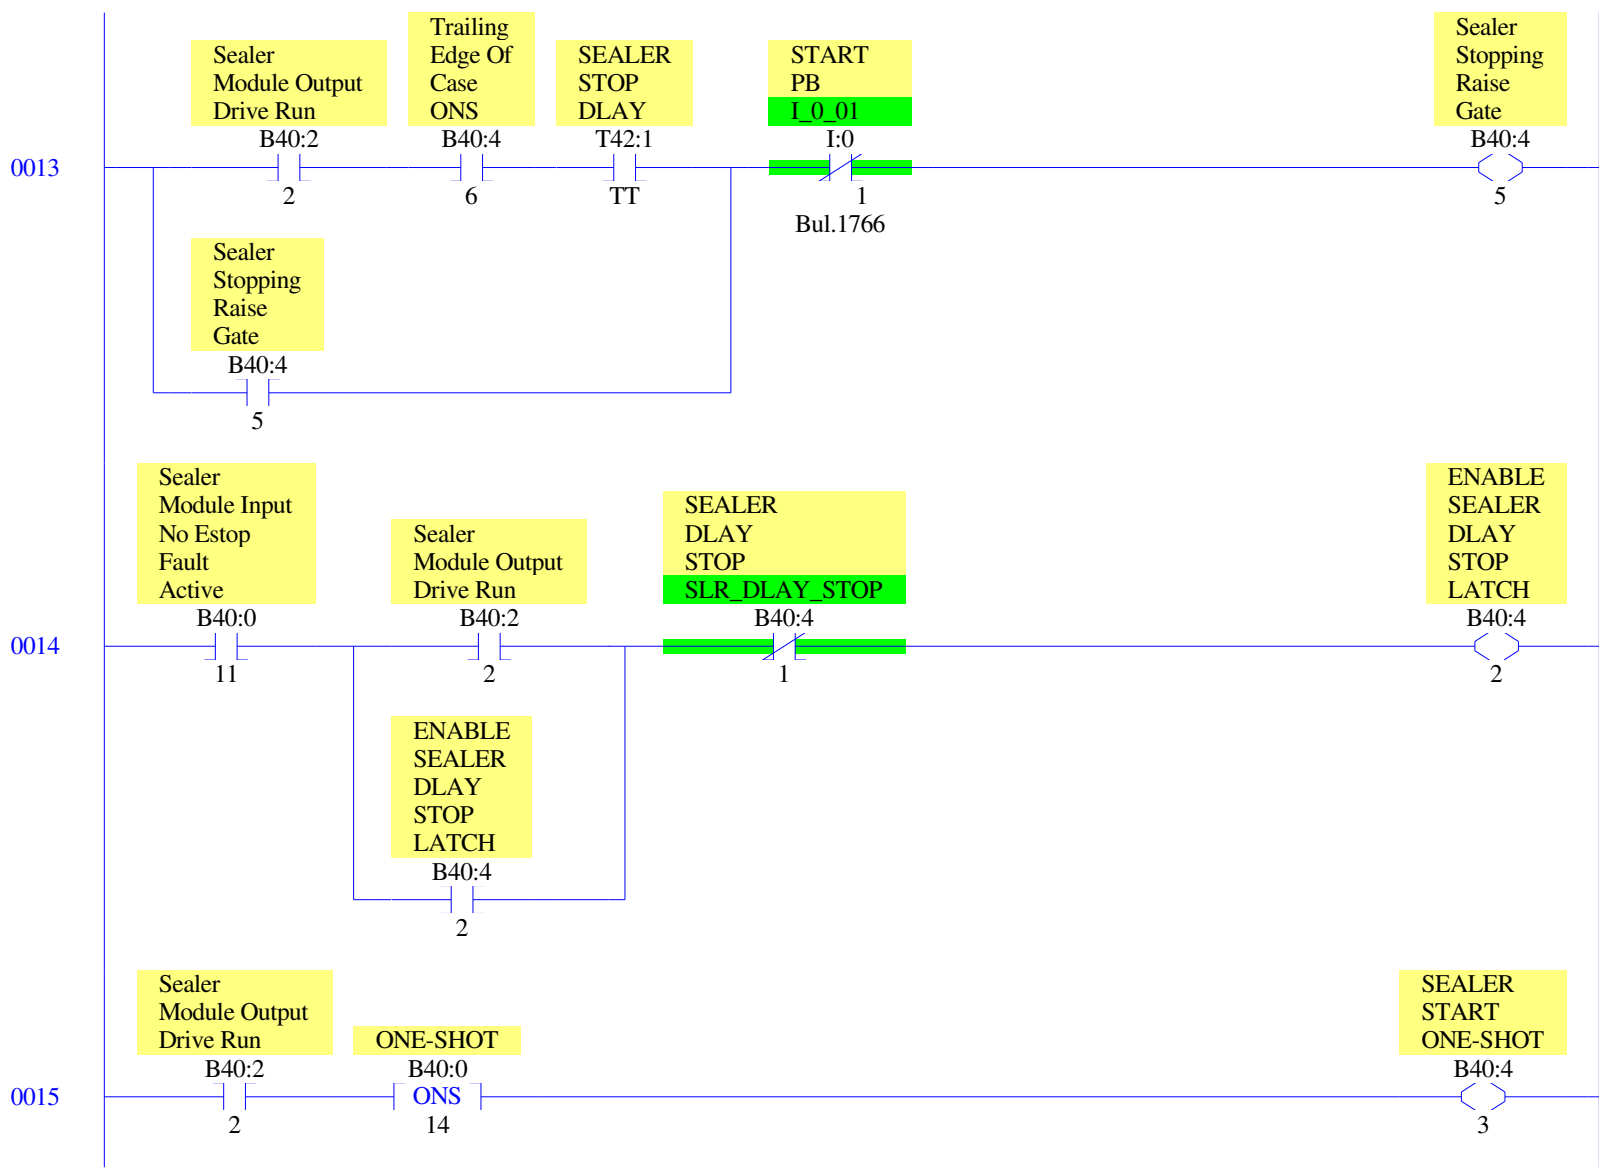 Sealer
Module Output
Drive Run
B40:2
2
Trailing
Edge Of
Case
ONS
B40:4
6
SEALER
STOP
DLAY
T42:1
TT
START
PB
I_0_01
I:0
1
Bul.1766
Sealer
Stopping
Raise
Gate
B40:4
5
0013
Sealer
Stopping
Raise
Gate
B40:4
5
Sealer
Module Input
No Estop
Fault
Active
B40:0
11
Sealer
Module Output
Drive Run
B40:2
2
SEALER
DLAY
STOP
SLR_DLAY_STOP
B40:4
1
ENABLE
SEALER
DLAY
STOP
LATCH
B40:4
2
0014
ENABLE
SEALER
DLAY
STOP
LATCH
B40:4
2
Sealer
Module Output
Drive Run
B40:2
2
ONE-SHOT
B40:0
ONS
14
SEALER
START
ONE-SHOT
B40:4
3
0015